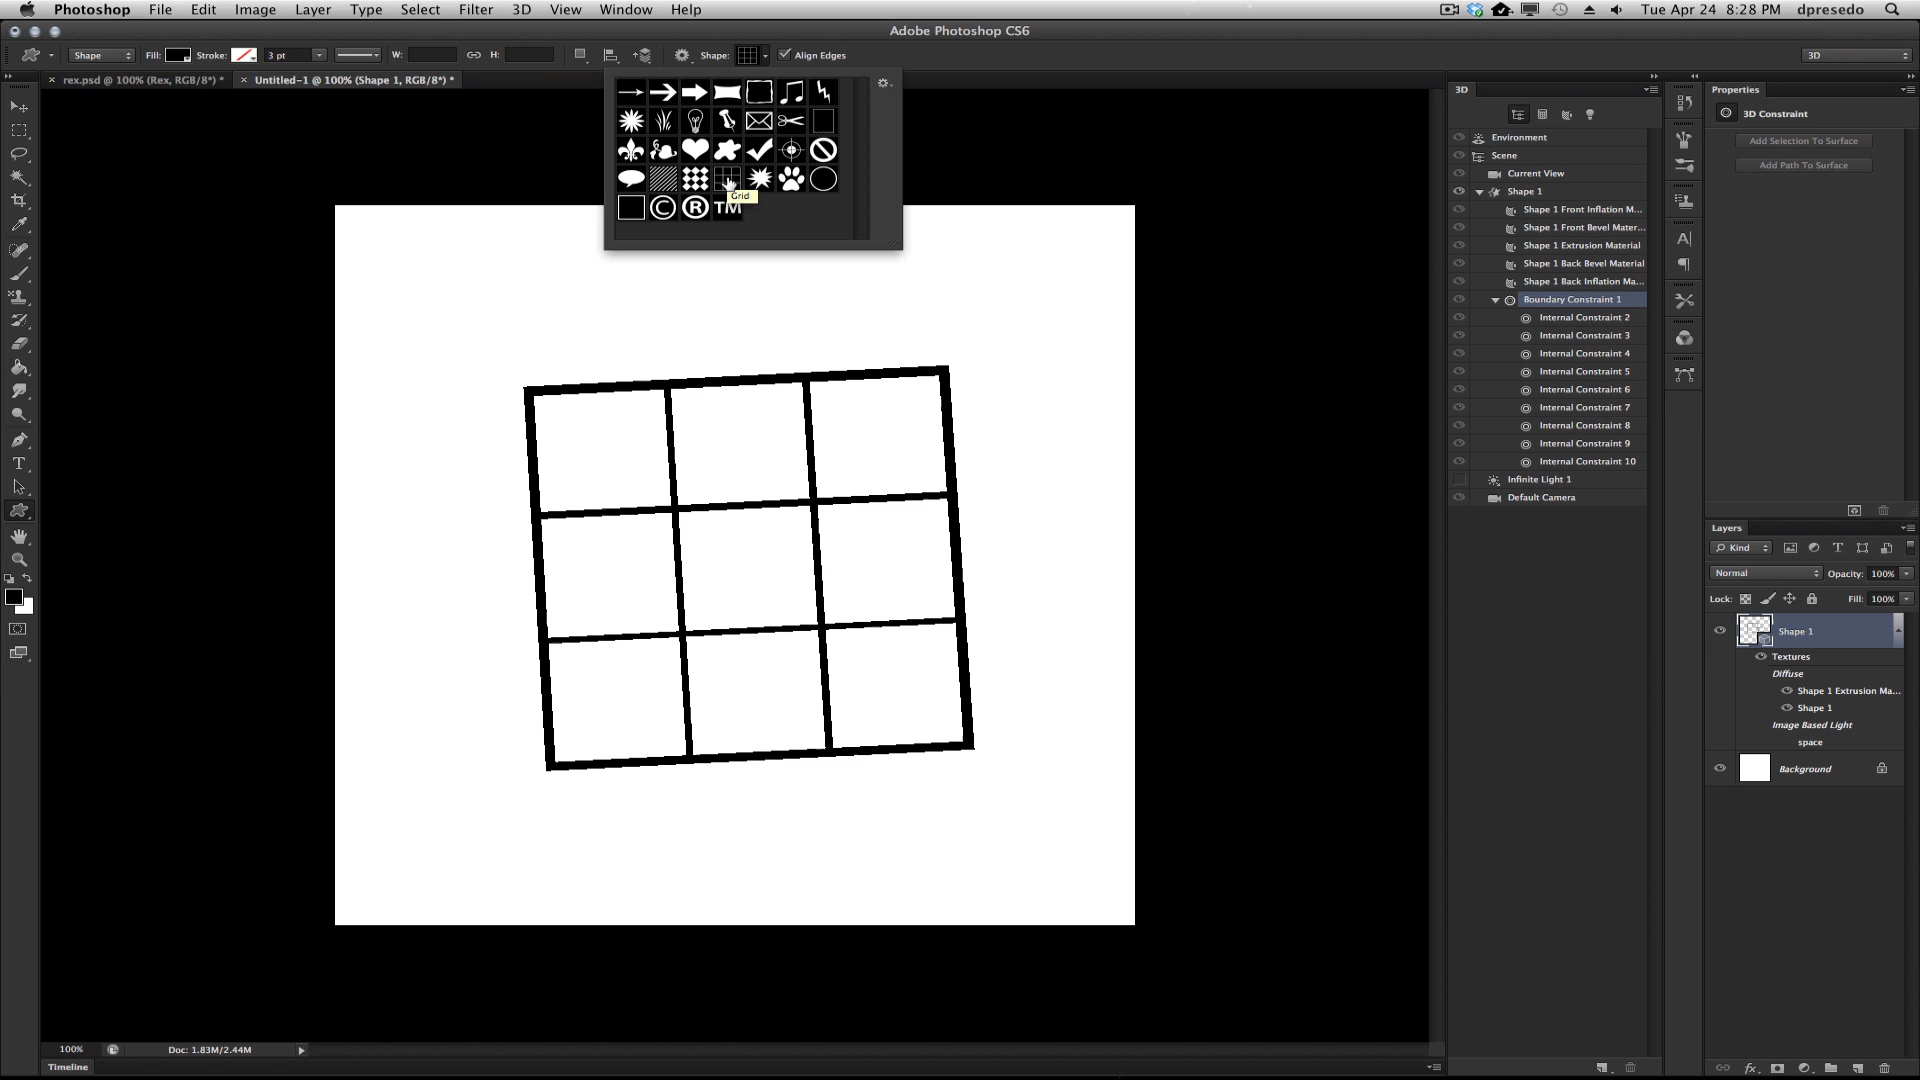 Photoshop File Edit Image Layer Type Select Filter 3D View Window Help Tue Apr 24 8:28 PM dpresedo
Adobe Photoshop CS6
Shape Fill: Stroke: 3 pt W: H: Shape: Align Edges 3D
rex.psd @ 100% (Rex, RGB/8*) * Untitled-1 @ 100% (Shape 1, RGB/8*) *
Grid
TM
3D
Environment
Scene
Current View
Shape 1
Shape 1 Front Inflation M...
Shape 1 Front Bevel Mater...
Shape 1 Extrusion Material
Shape 1 Back Bevel Material
Shape 1 Back Inflation Ma...
Boundary Constraint 1
Internal Constraint 2
Internal Constraint 3
Internal Constraint 4
Internal Constraint 5
Internal Constraint 6
Internal Constraint 7
Internal Constraint 8
Internal Constraint 9
Internal Constraint 10
Infinite Light 1
Default Camera
Properties
3D Constraint
Add Selection To Surface
Add Path To Surface
Layers
Kind
Normal Opacity: 100%
Lock: Fill: 100%
Shape 1
Textures
Diffuse
Shape 1 Extrusion Ma...
Shape 1
Image Based Light
space
Background
100% Doc: 1.83M/2.44M
Timeline